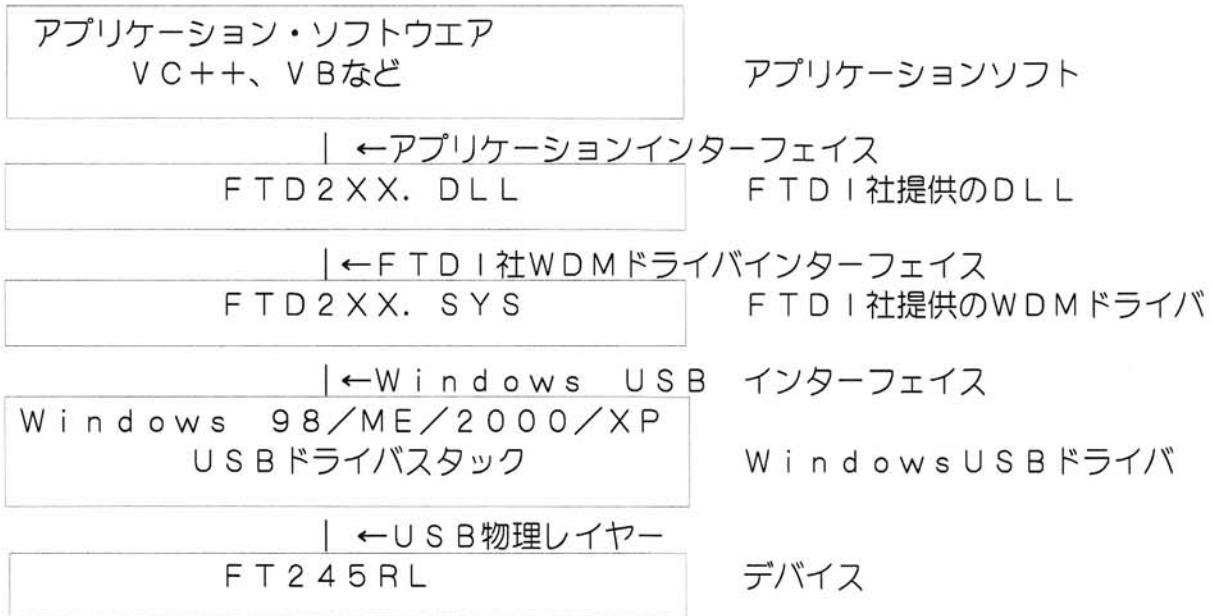 アプリケーション・ソフトウエア
ＶＣ＋＋、ＶＢなど アプリケーションソフト
｜ ←アプリケーションインターフェイス
ＦＴＤ２ＸＸ．ＤＬＬ ＦＴＤＩ社提供のＤＬＬ
｜←ＦＴＤＩ社ＷＤＭドライバインターフェイス
ＦＴＤ２ＸＸ．ＳＹＳ ＦＴＤＩ社提供のＷＤＭドライバ
｜←Ｗｉｎｄｏｗｓ　ＵＳＢ　インターフェイス
Ｗｉｎｄｏｗｓ　９８／ＭＥ／２０００／ＸＰ
ＵＳＢドライバスタック ＷｉｎｄｏｗｓＵＳＢドライバ
｜ ←ＵＳＢ物理レイヤー
ＦＴ２４５ＲＬ デバイス